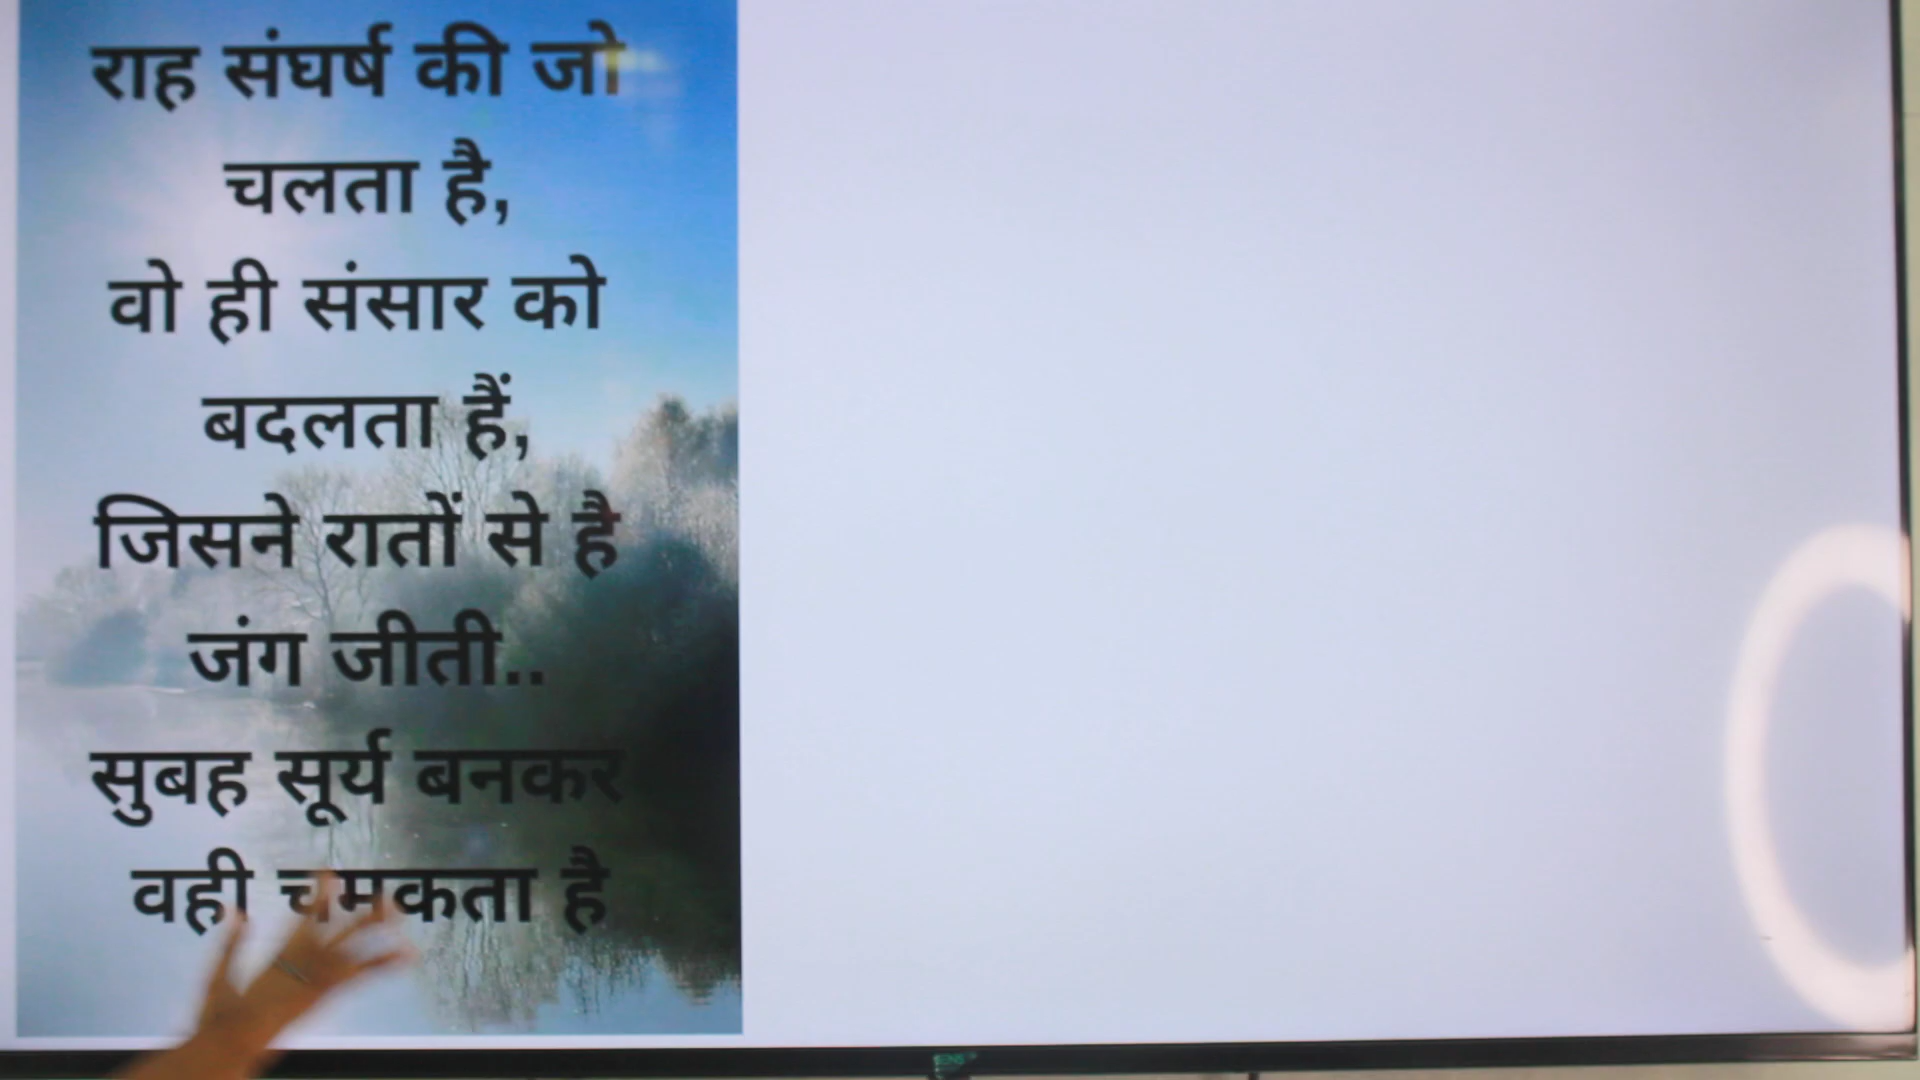 राह संघर्ष की जो
चलता है,
वो ही संसार को
बदलता हैं,
जिसने रातों से है
जंग जीती..
सुबह सूर्य बनकर
वही चमकता है